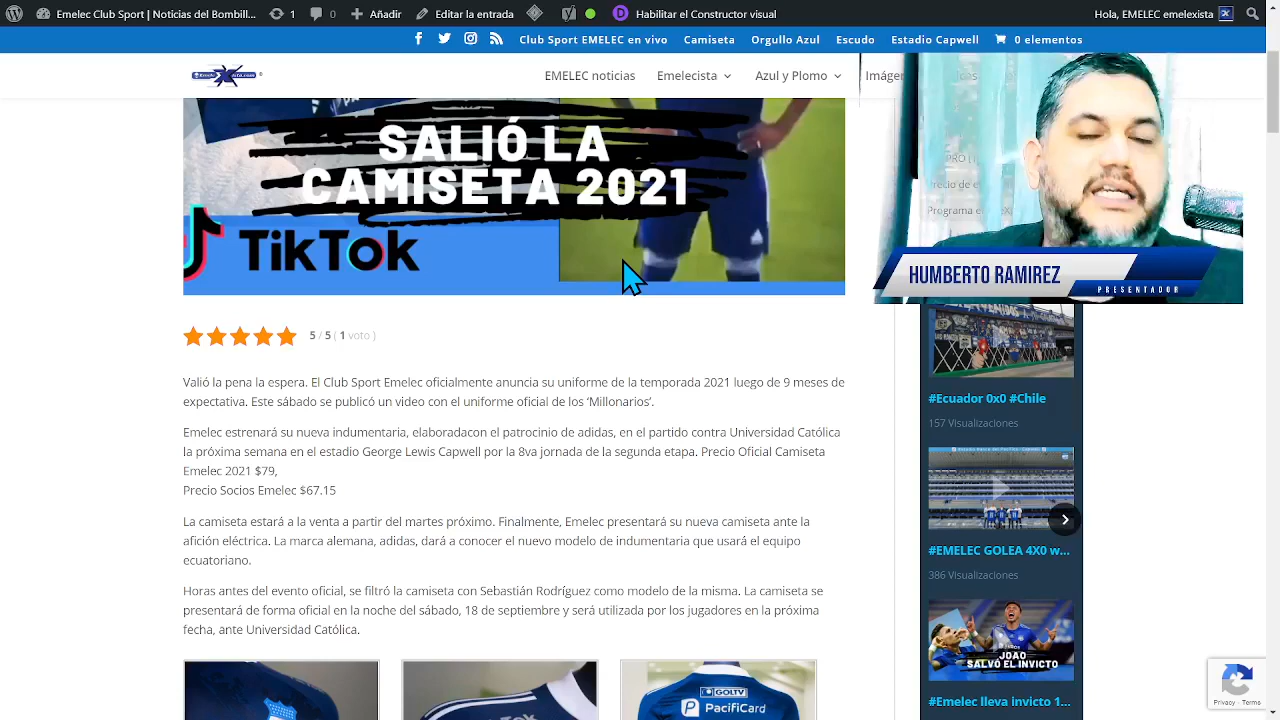 Noticias del Club Sport Emelec del Bombill... 1 0 Añadir Editar la entrada Habilitar el Constructor visual Hola, EMELEC emelexista
Club Sport EMELEC en vivo Camiseta Orgullo Azul Escudo Estadio Capwell 0 elementos
EMELEC noticias Emelecista Azul y Plomo
SALIÓ LA
CAMISETA 2021
TikTok
HUMBERTO RAMIREZ
PRESENTADOR
5 / 5 ( 1 voto )
Valió la pena la espera. El Club Sport Emelec oficialmente anuncia su uniforme de la temporada 2021 luego de 9 meses de
expectativa. Este sábado se publicó un video con el uniforme oficial de los ‘Millonarios’.
Emelec estrenará su nueva indumentaria, elaboradacon el patrocinio de adidas, en el partido contra Universidad Católica
la próxima semana en el estadio George Lewis Capwell por la 8va jornada de la segunda etapa. Precio Oficial Camiseta
Emelec 2021 $79,
Precio Socios Emelec $67.15
La camiseta estará a la venta a partir del martes próximo. Finalmente, Emelec presentará su nueva camiseta ante la
afición eléctrica. La marca alemana, adidas, dará a conocer el nuevo modelo de indumentaria que usará el equipo
ecuatoriano.
Horas antes del evento oficial, se filtró la camiseta con Sebastián Rodríguez como modelo de la misma. La camiseta se
presentará de forma oficial en la noche del sábado, 18 de septiembre y será utilizada por los jugadores en la próxima
fecha, ante Universidad Católica.
GOLTV
PacifiCard
#Ecuador 0x0 #Chile
157 Visualizaciones
#EMELEC GOLEA 4X0 w...
386 Visualizaciones
JOAO
SALVÓ EL INVICTO
#Emelec lleva invicto 1...
Privacy - Terms